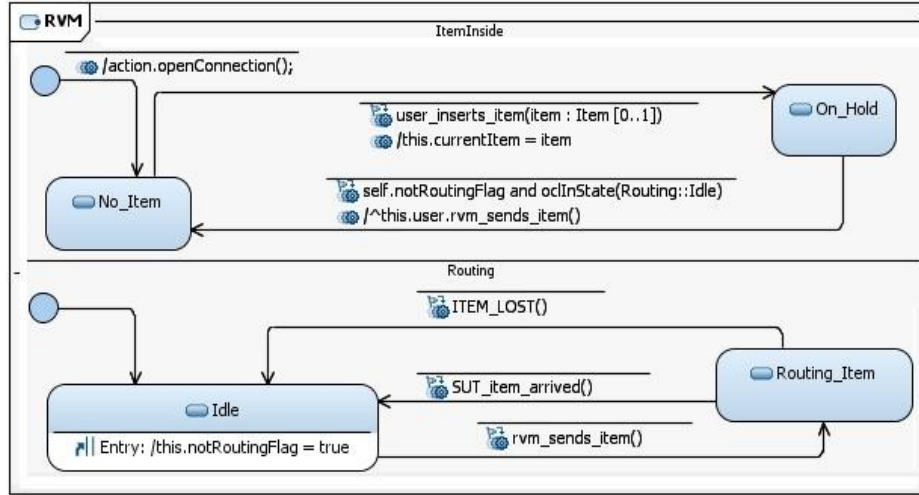 RVM
ItemInside
/action.openConnection();
On_Hold
user_inserts_item(item : Item [0..1])
/this.currentItem = item
No_Item
self.notRoutingFlag and oclInState(Routing::Idle)
/^this.user.rvm_sends_item()
Routing
ITEM_LOST()
Routing_Item
SUT_item_arrived()
Idle
rvm_sends_item()
Entry: /this.notRoutingFlag = true